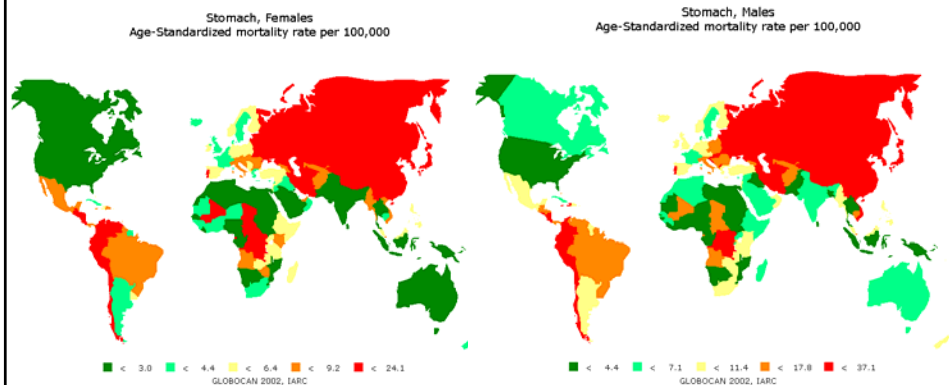 Stomach, Females
Age-Standardized mortality rate per 100,000
< 3.0 < 4.4 < 6.4 < 9.2 < 24.1
GLOBOCAN 2002, IARC
Stomach, Males
Age-Standardized mortality rate per 100,000
< 4.4 < 7.1 < 11.4 < 17.8 < 37.1
GLOBOCAN 2002, IARC